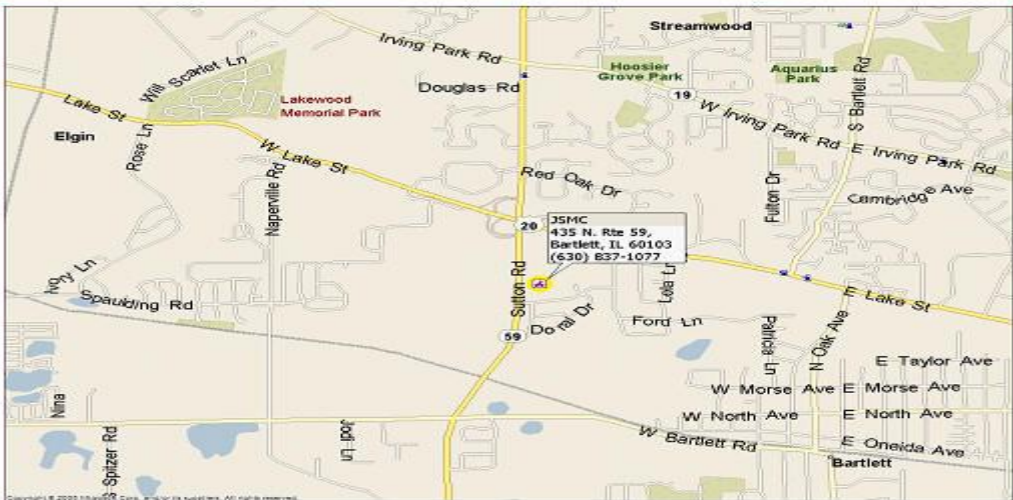 Streamwood
Irving Park Rd
Hoosier
Grove Park
Aquarius
Park
Will Scarlet Ln
Douglas Rd
S Bartlett Rd
Lake St
Lakewood
Memorial Park
19
W Irving Park Rd
E Irving Park Rd
Elgin
Rose Ln
W Lake St
Naperville Rd
Red Oak Dr
Fulton Dr
Cambridge Ave
20
JSMC
435 N. Rte 59,
Bartlett, IL 60103
(630) 837-1077
Nory Ln
Spaulding Rd
Sutton Rd
Lela Ln
E Lake St
59
Doral Dr
Ford Ln
Patricia Ln
N Oak Ave
E Taylor Ave
W Morse Ave
E Morse Ave
Nina
W North Ave
E North Ave
S Spitzer Rd
Jodi Ln
W Bartlett Rd
E Oneida Ave
Bartlett